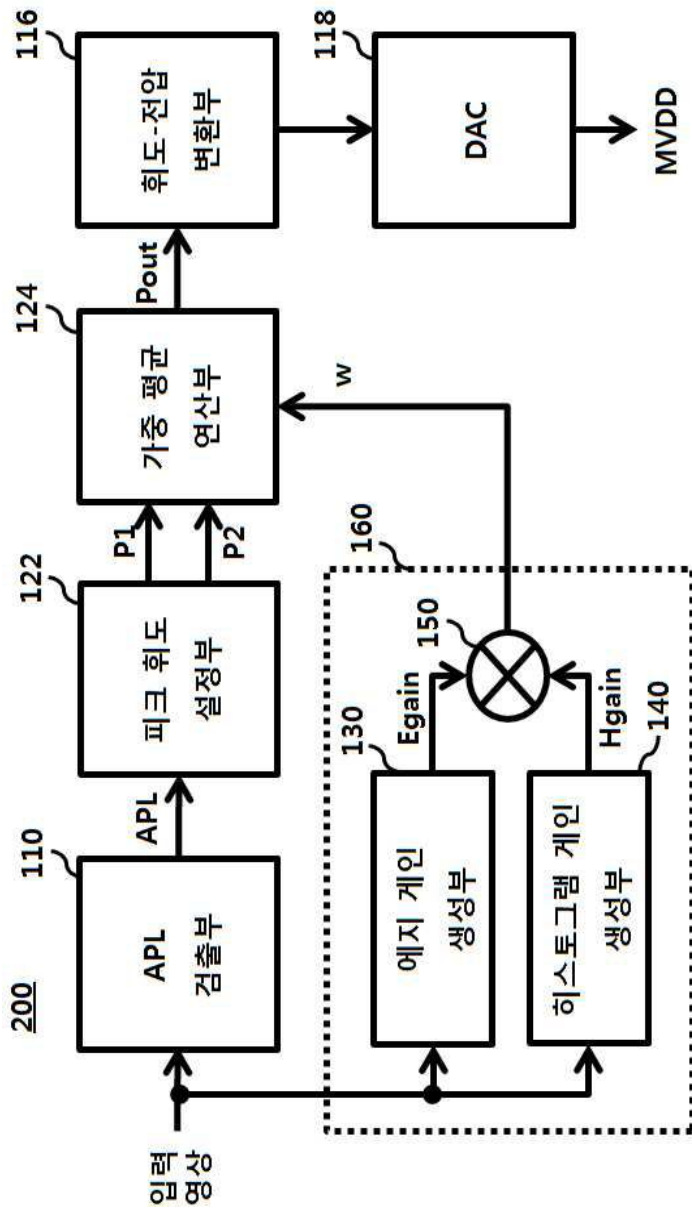 200
입력
영상
110
APL
검출부
APL
122
피크 휘도
설정부
P1
P2
124
가중 평균
연산부
Pout
116
휘도-전압
변환부
118
DAC
MVDD
w
160
130
에지 게인
생성부
Egain
150
140
히스토그램 게인
생성부
Hgain